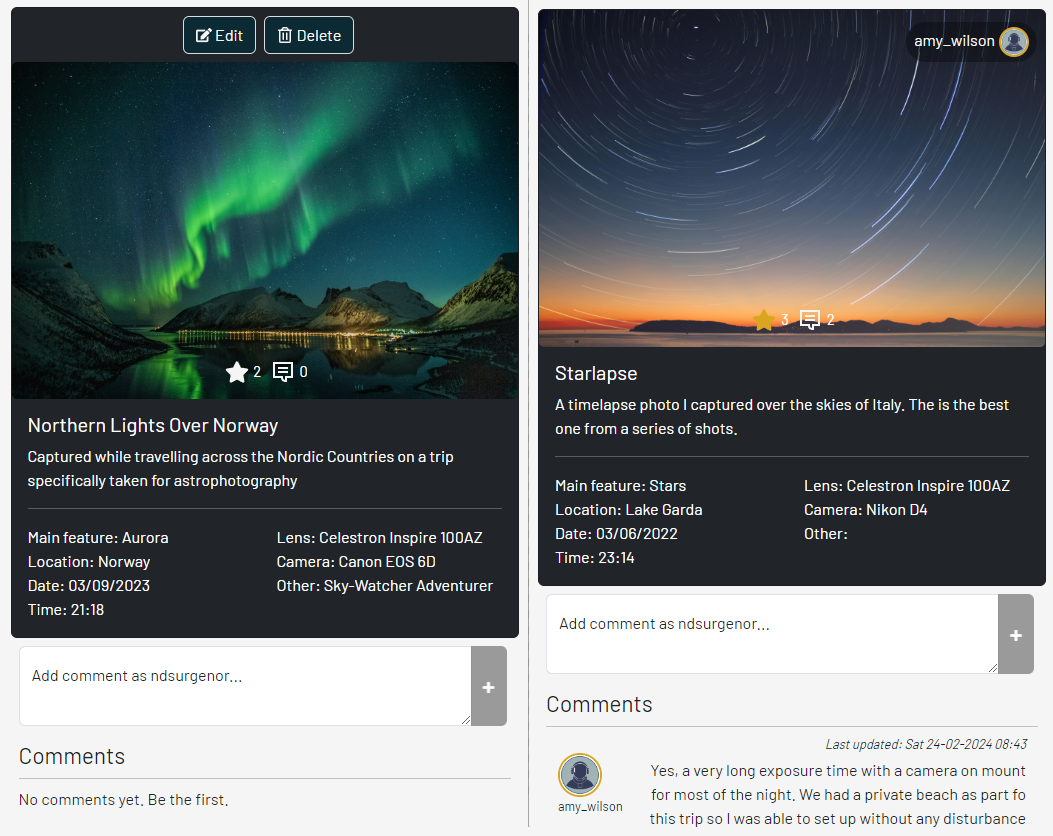 Edit
Delete
2
0
Northern Lights Over Norway
Captured while travelling across the Nordic Countries on a trip
specifically taken for astrophotography
Main feature: Aurora
Location: Norway
Date: 03/09/2023
Time: 21:18
Lens: Celestron Inspire 100AZ
Camera: Canon EOS 6D
Other: Sky-Watcher Adventurer
Add comment as ndsurgenor...
+
Comments
No comments yet. Be the first.
amy_wilson
3
2
Starlapse
A timelapse photo I captured over the skies of Italy. The is the best
one from a series of shots.
Main feature: Stars
Location: Lake Garda
Date: 03/06/2022
Time: 23:14
Lens: Celestron Inspire 100AZ
Camera: Nikon D4
Other:
Add comment as ndsurgenor...
+
Comments
Last updated: Sat 24-02-2024 08:43
amy_wilson
Yes, a very long exposure time with a camera on mount
for most of the night. We had a private beach as part fo
this trip so I was able to set up without any disturbance